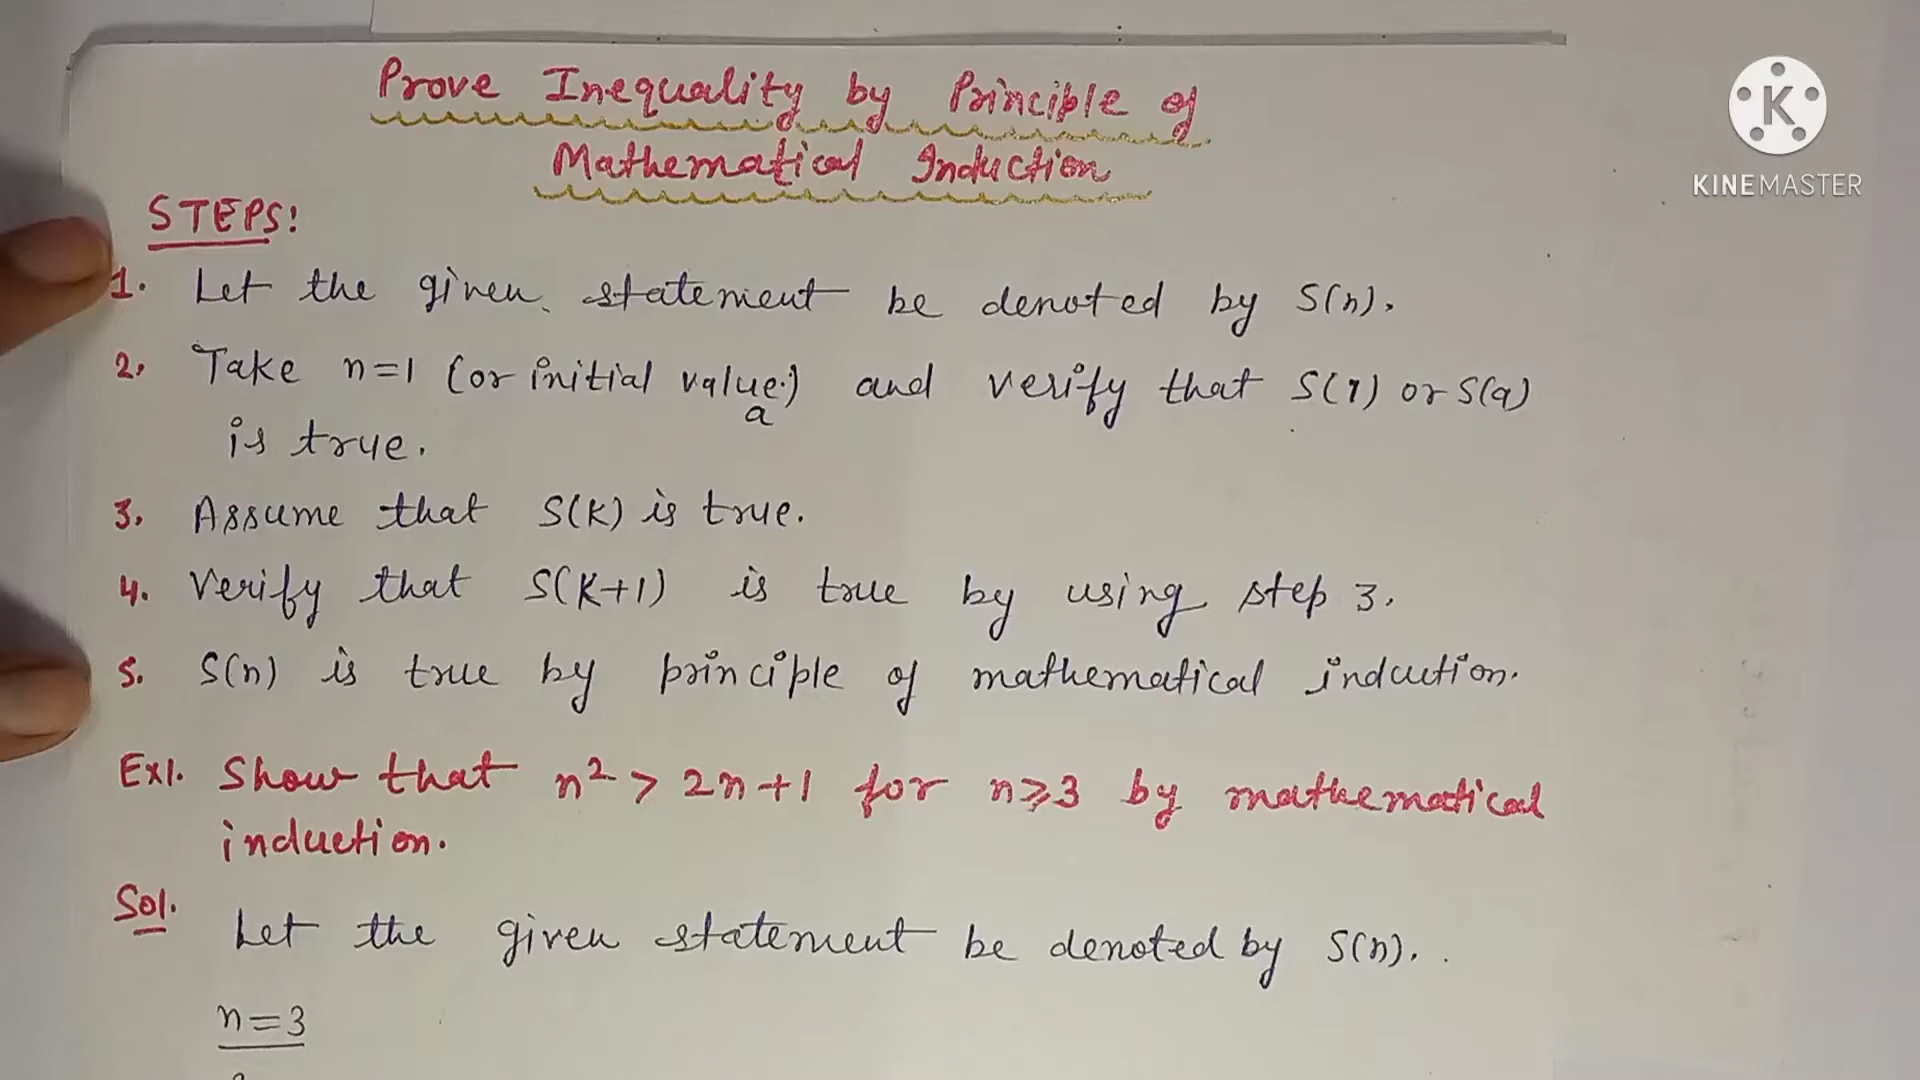 Prove Inequality by Principle of
Mathematical Induction
K
KINEMASTER
STEPS:
1. Let the given statement be denoted by S(n).
2. Take n=1 (or initial value.) and verify that S(1) or S(a)
a
is true.
3. Assume that S(K) is true.
4. Verify that S(K+1) is true by using step 3.
5. S(n) is true by principle of mathematical induction.
Ex1. Show that n² > 2n+1 for n⩾3 by mathematical
induction.
Sol.
Let the given statement be denoted by S(n).
n=3